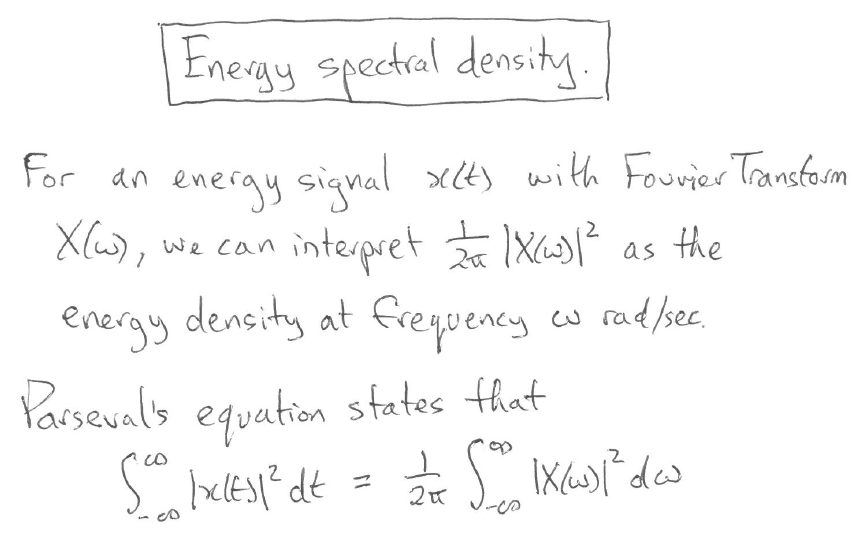 Energy spectral density.
For an energy signal x(t) with Fourier Transform
X(ω), we can interpret 1/2π |X(ω)|² as the
energy density at frequency ω rad/sec.
Parseval's equation states that
∫_{-∞}^{∞} |x(t)|² dt = 1/2π ∫_{-∞}^{∞} |X(ω)|² dω